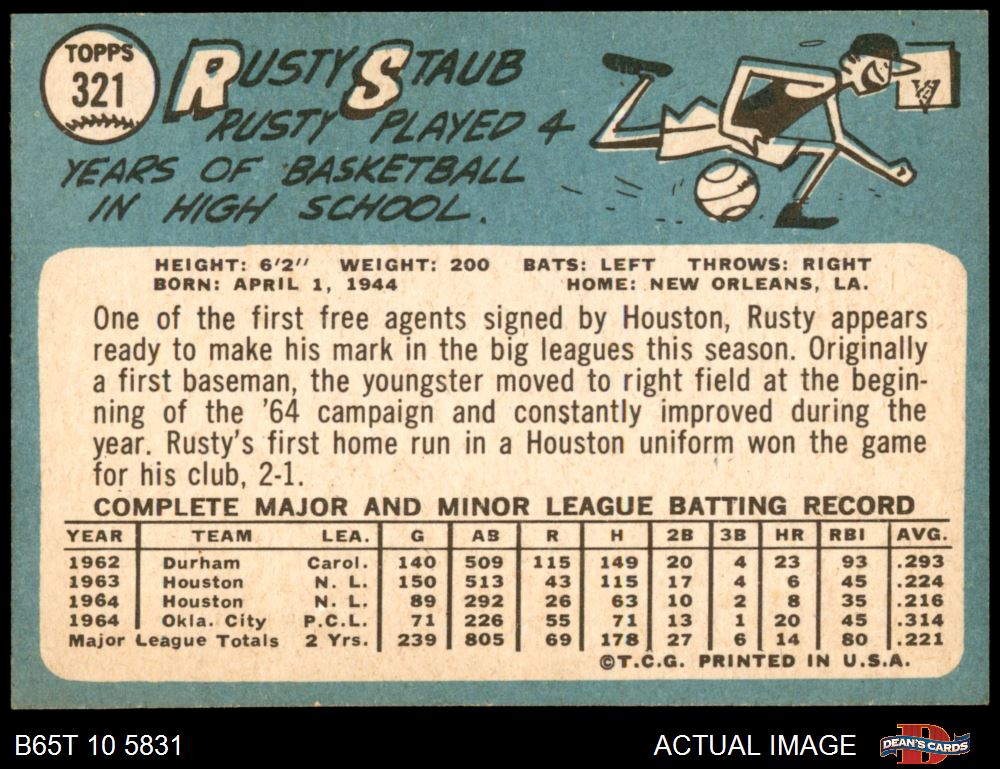 TOPPS
321
RUSTY STAUB
RUSTY PLAYED 4
YEARS OF BASKETBALL
IN HIGH SCHOOL.
HEIGHT: 6'2" WEIGHT: 200 BATS: LEFT THROWS: RIGHT
BORN: APRIL 1, 1944 HOME: NEW ORLEANS, LA.
One of the first free agents signed by Houston, Rusty appears
ready to make his mark in the big leagues this season. Originally
a first baseman, the youngster moved to right field at the begin-
ning of the '64 campaign and constantly improved during the
year. Rusty's first home run in a Houston uniform won the game
for his club, 2-1.
COMPLETE MAJOR AND MINOR LEAGUE BATTING RECORD
YEAR TEAM LEA. G AB R H 2B 3B HR RBI AVG.
1962 Durham Carol. 140 509 115 149 20 4 23 93 .293
1963 Houston N. L. 150 513 43 115 17 4 6 45 .224
1964 Houston N. L. 89 292 26 63 10 2 8 35 .216
1964 Okla. City P.C.L. 71 226 55 71 13 1 20 45 .314
Major League Totals 2 Yrs. 239 805 69 178 27 6 14 80 .221
©T.C.G. PRINTED IN U.S.A.
B65T 10 5831 ACTUAL IMAGE DEAN'S CARDS